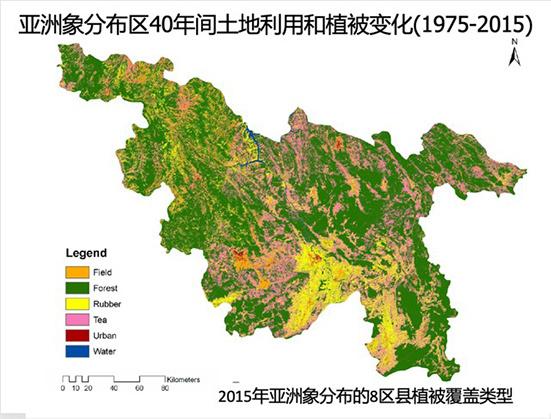 亚洲象分布区40年间土地利用和植被变化(1975-2015)
N
Legend
Field
Forest
Rubber
Tea
Urban
Water
0 10 20 40 60 80 Kilometers
2015年亚洲象分布的8区县植被覆盖类型